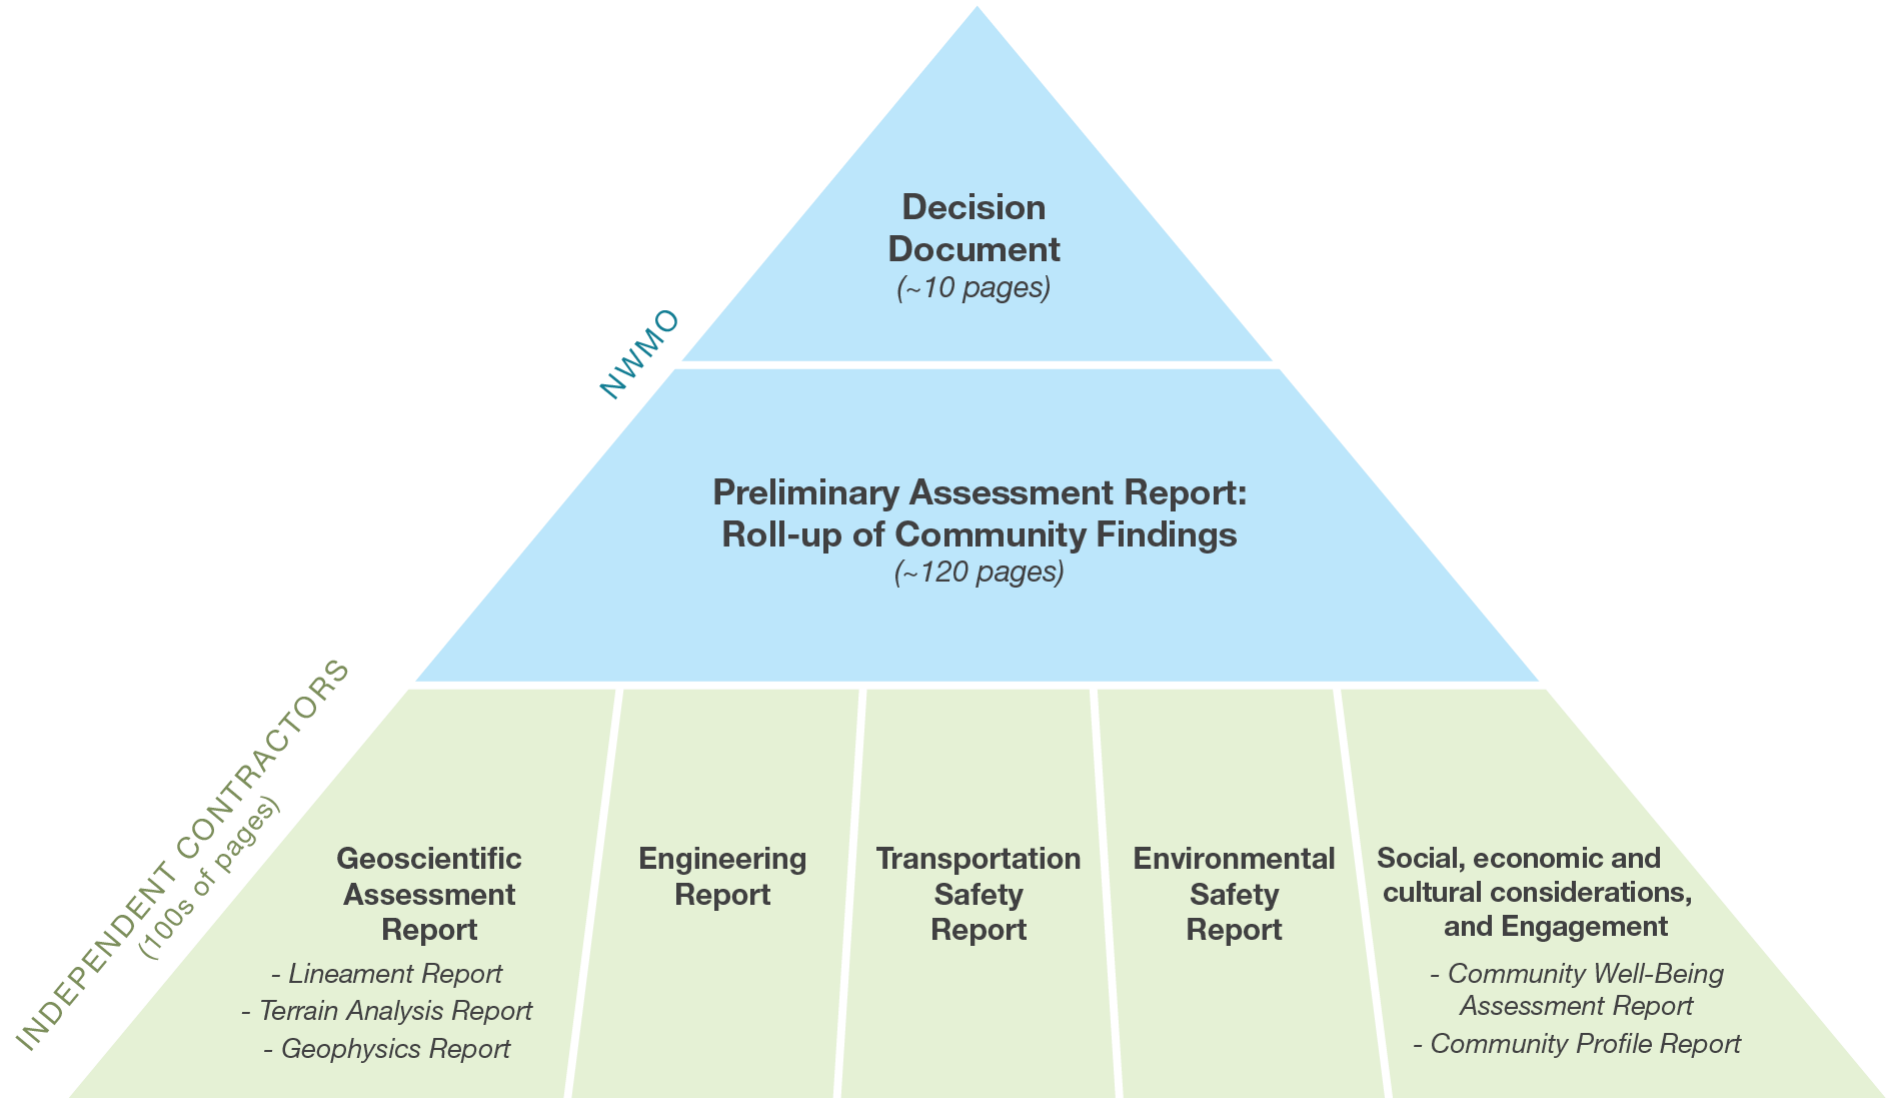 Decision
Document
(~10 pages)
NWMO
Preliminary Assessment Report:
Roll-up of Community Findings
(~120 pages)
INDEPENDENT CONTRACTORS
(100s of pages)
Geoscientific
Assessment
Report
- Lineament Report
- Terrain Analysis Report
- Geophysics Report
Engineering
Report
Transportation
Safety
Report
Environmental
Safety
Report
Social, economic and
cultural considerations,
and Engagement
- Community Well-Being
Assessment Report
- Community Profile Report